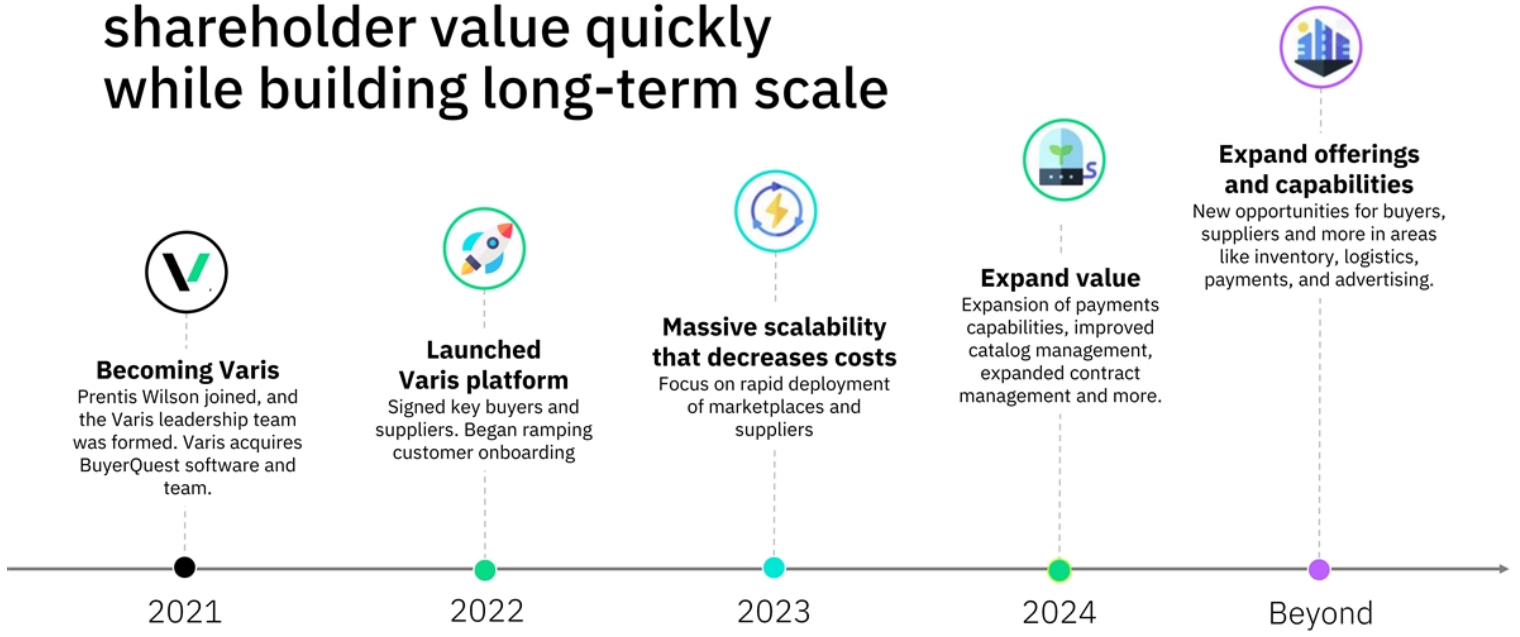 shareholder value quickly
while building long-term scale
Becoming Varis
Prentis Wilson joined, and
the Varis leadership team
was formed. Varis acquires
BuyerQuest software and
team.
Launched
Varis platform
Signed key buyers and
suppliers. Began ramping
customer onboarding
Massive scalability
that decreases costs
Focus on rapid deployment
of marketplaces and
suppliers
S
Expand value
Expansion of payments
capabilities, improved
catalog management,
expanded contract
management and more.
Expand offerings
and capabilities
New opportunities for buyers,
suppliers and more in areas
like inventory, logistics,
payments, and advertising.
2021
2022
2023
2024
Beyond